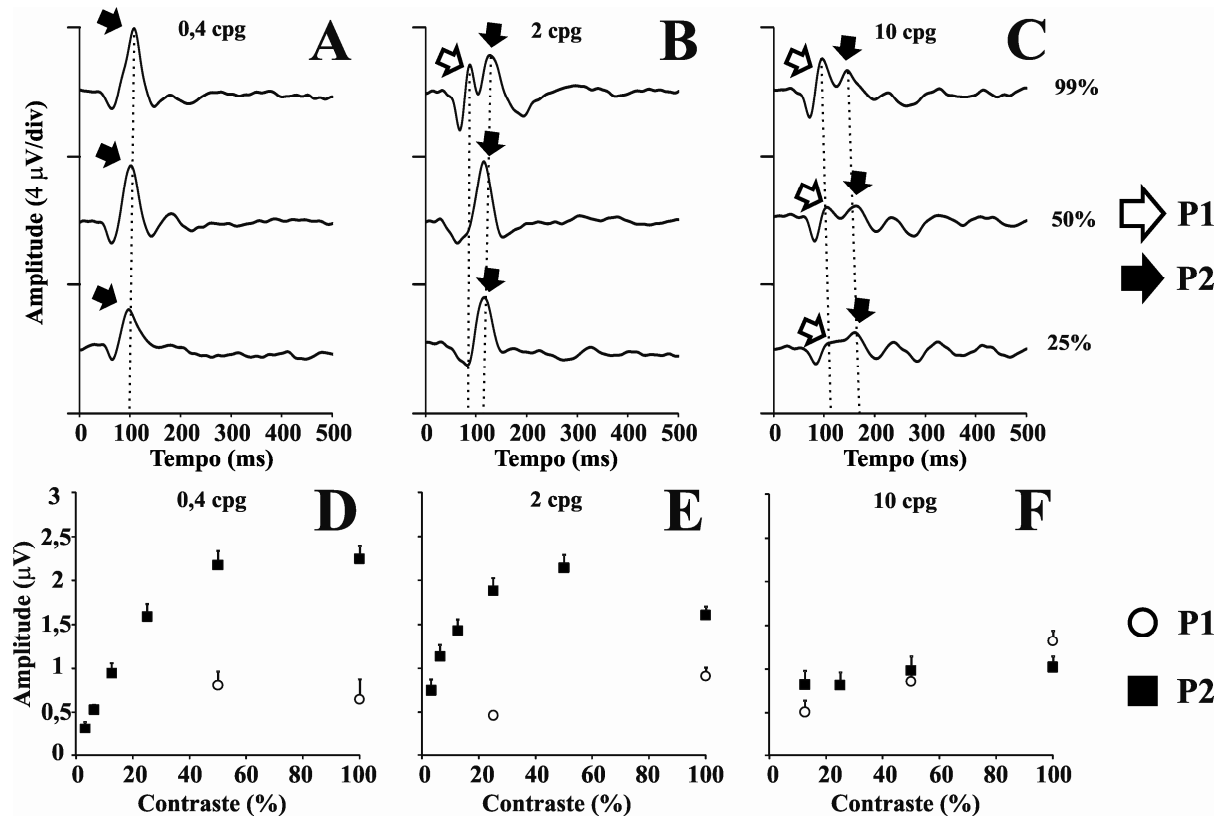 0,4 cpg
A
2 cpg
B
10 cpg
C
99%
50%
25%
Amplitude (4 µV/div)
0 100 200 300 400 500
Tempo (ms)
0 100 200 300 400 500
Tempo (ms)
0 100 200 300 400 500
Tempo (ms)
P1
P2
0,4 cpg
D
2 cpg
E
10 cpg
F
Amplitude (µV)
3
2,5
2
1,5
1
0,5
0
0 20 40 60 80 100
Contraste (%)
0 20 40 60 80 100
Contraste (%)
0 20 40 60 80 100
Contraste (%)
P1
P2